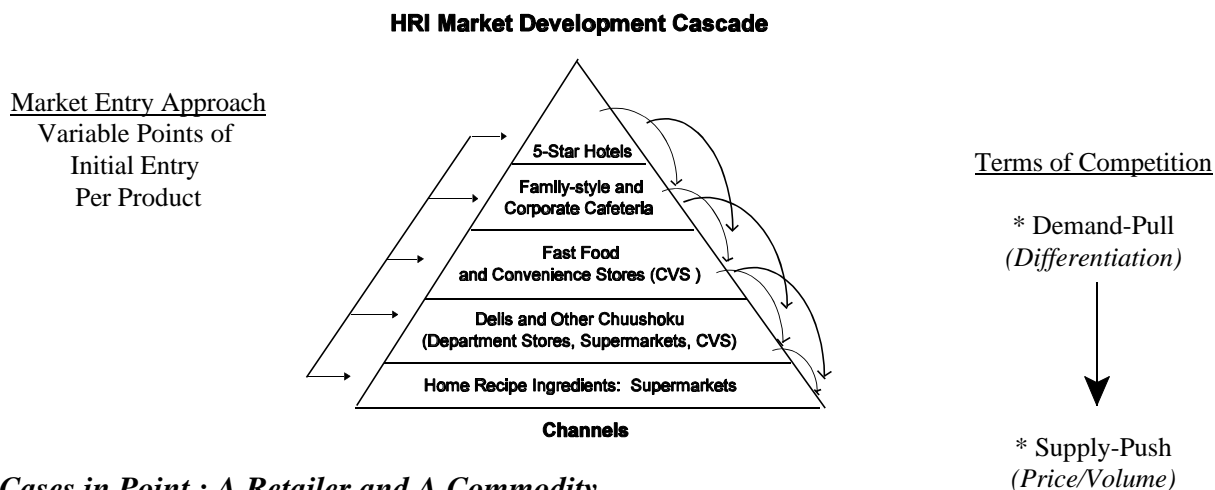 HRI Market Development Cascade
Market Entry Approach
Variable Points of
Initial Entry
Per Product
5-Star Hotels
Family-style and
Corporate Cafeteria
Fast Food
and Convenience Stores (CVS )
Delis and Other Chuushoku
(Department Stores, Supermarkets, CVS)
Home Recipe Ingredients: Supermarkets
Channels
Terms of Competition
* Demand-Pull
(Differentiation)
* Supply-Push
(Price/Volume)
Cases in Point : A Retailer and A Commodity